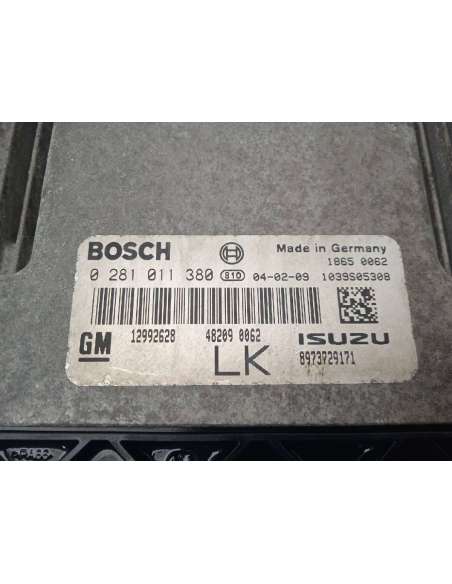 BOSCH Made in Germany
1865 0062
0 281 011 380 810 04-02-09 1039S05308
GM 12992628 48209 0062 ISUZU
LK 8973729171